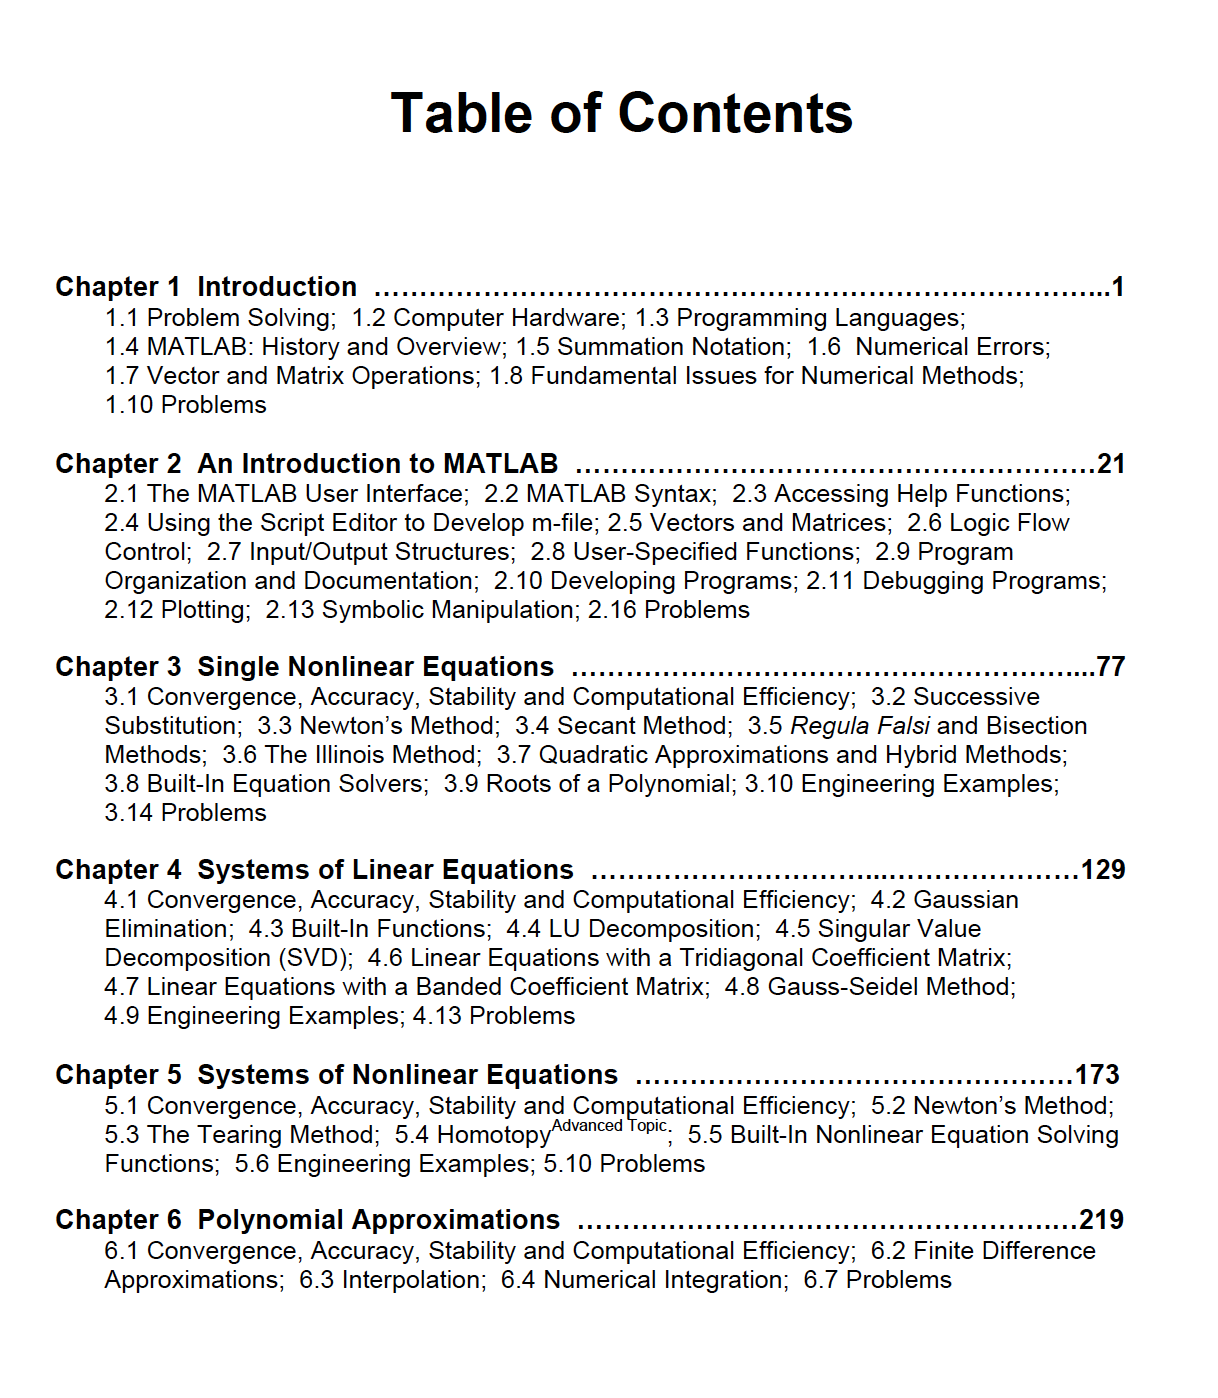 Table of Contents
Chapter 1  Introduction  ……………………………………………………………………...1
1.1 Problem Solving;  1.2 Computer Hardware; 1.3 Programming Languages;
1.4 MATLAB: History and Overview; 1.5 Summation Notation;  1.6  Numerical Errors;
1.7 Vector and Matrix Operations; 1.8 Fundamental Issues for Numerical Methods;
1.10 Problems
Chapter 2  An Introduction to MATLAB  …………………………………………………21
2.1 The MATLAB User Interface;  2.2 MATLAB Syntax;  2.3 Accessing Help Functions;
2.4 Using the Script Editor to Develop m-file; 2.5 Vectors and Matrices;  2.6 Logic Flow
Control;  2.7 Input/Output Structures;  2.8 User-Specified Functions;  2.9 Program
Organization and Documentation;  2.10 Developing Programs; 2.11 Debugging Programs;
2.12 Plotting;  2.13 Symbolic Manipulation; 2.16 Problems
Chapter 3  Single Nonlinear Equations  ………………………………………………...77
3.1 Convergence, Accuracy, Stability and Computational Efficiency;  3.2 Successive
Substitution;  3.3 Newton’s Method;  3.4 Secant Method;  3.5 Regula Falsi and Bisection
Methods;  3.6 The Illinois Method;  3.7 Quadratic Approximations and Hybrid Methods;
3.8 Built-In Equation Solvers;  3.9 Roots of a Polynomial; 3.10 Engineering Examples;
3.14 Problems
Chapter 4  Systems of Linear Equations  …………………………...…………………129
4.1 Convergence, Accuracy, Stability and Computational Efficiency;  4.2 Gaussian
Elimination;  4.3 Built-In Functions;  4.4 LU Decomposition;  4.5 Singular Value
Decomposition (SVD);  4.6 Linear Equations with a Tridiagonal Coefficient Matrix;
4.7 Linear Equations with a Banded Coefficient Matrix;  4.8 Gauss-Seidel Method;
4.9 Engineering Examples; 4.13 Problems
Chapter 5  Systems of Nonlinear Equations  …………………………………………173
5.1 Convergence, Accuracy, Stability and Computational Efficiency;  5.2 Newton’s Method;
5.3 The Tearing Method;  5.4 HomotopyAdvanced Topic;  5.5 Built-In Nonlinear Equation Solving
Functions;  5.6 Engineering Examples; 5.10 Problems
Chapter 6  Polynomial Approximations  …………………………………………….…219
6.1 Convergence, Accuracy, Stability and Computational Efficiency;  6.2 Finite Difference
Approximations;  6.3 Interpolation;  6.4 Numerical Integration;  6.7 Problems